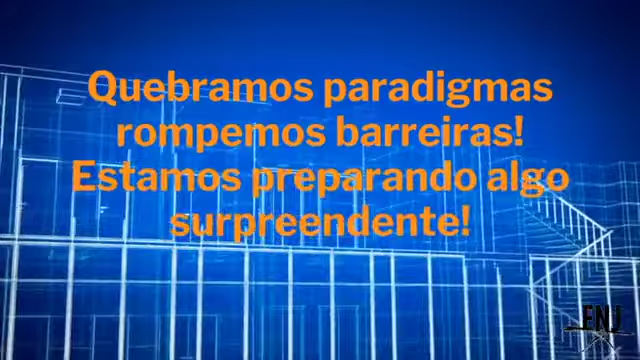 Quebramos paradigmas
rompemos barreiras!
Estamos preparando algo
surpreendente!
ENJ